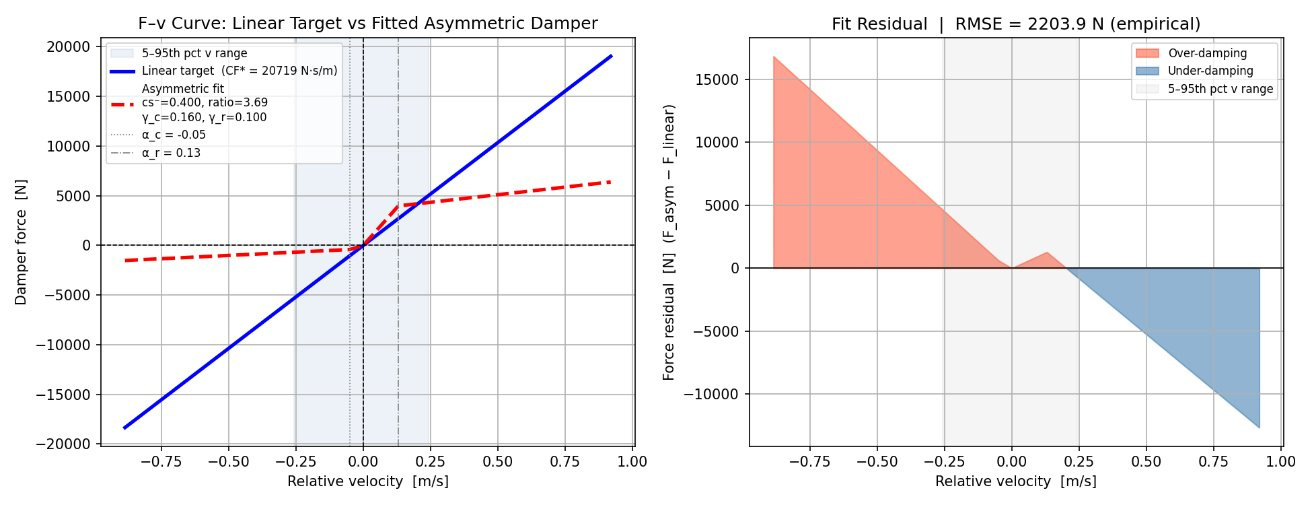 F–v Curve: Linear Target vs Fitted Asymmetric Damper
20000
15000
10000
5000
0
−5000
−10000
−15000
−20000
Damper force [N]
5–95th pct v range
Linear target (CF* = 20719 N·s/m)
Asymmetric fit
cs⁻=0.400, ratio=3.69
γ_c=0.160, γ_r=0.100
α_c = -0.05
α_r = 0.13
−0.75
−0.50
−0.25
0.00
0.25
0.50
0.75
1.00
Relative velocity [m/s]
Fit Residual | RMSE = 2203.9 N (empirical)
15000
10000
5000
0
−5000
−10000
Force residual [N] (F_asym − F_linear)
Over-damping
Under-damping
5–95th pct v range
−0.75
−0.50
−0.25
0.00
0.25
0.50
0.75
1.00
Relative velocity [m/s]